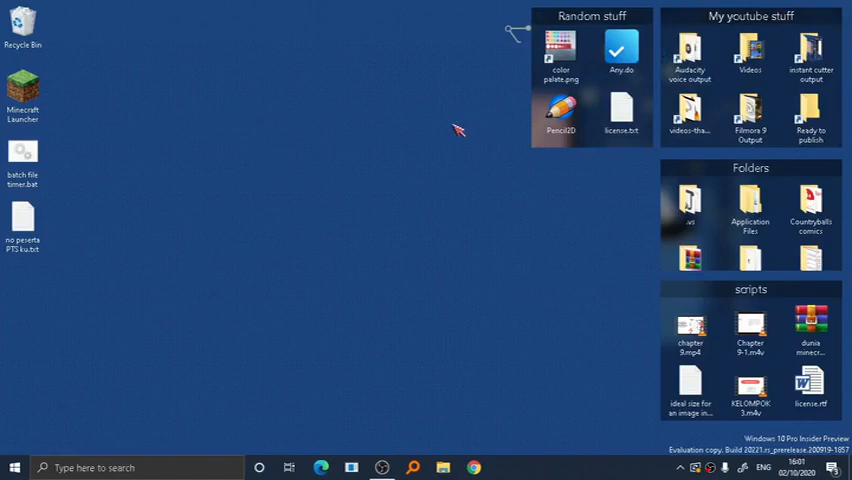 Recycle Bin
Minecraft
Launcher
batch file
timer.bat
no peserta
PTS ku.txt
Random stuff
color
palate.png
Any.do
Pencil2D
license.txt
My youtube stuff
Audacity
voice output
Videos
instant cutter
output
videos-tha...
Filmora 9
Output
Ready to
publish
Folders
.vs
Application
Files
Countryballs
comics
scripts
chapter
9.mp4
Chapter
9-1.m4v
dunia
minecr...
ideal size for
an image in...
KELOMPOK
3.m4v
license.rtf
Windows 10 Pro Insider Preview
Evaluation copy. Build 20221.rs_prerelease.200919-1857
Type here to search
ENG
16:01
02/10/2020
3